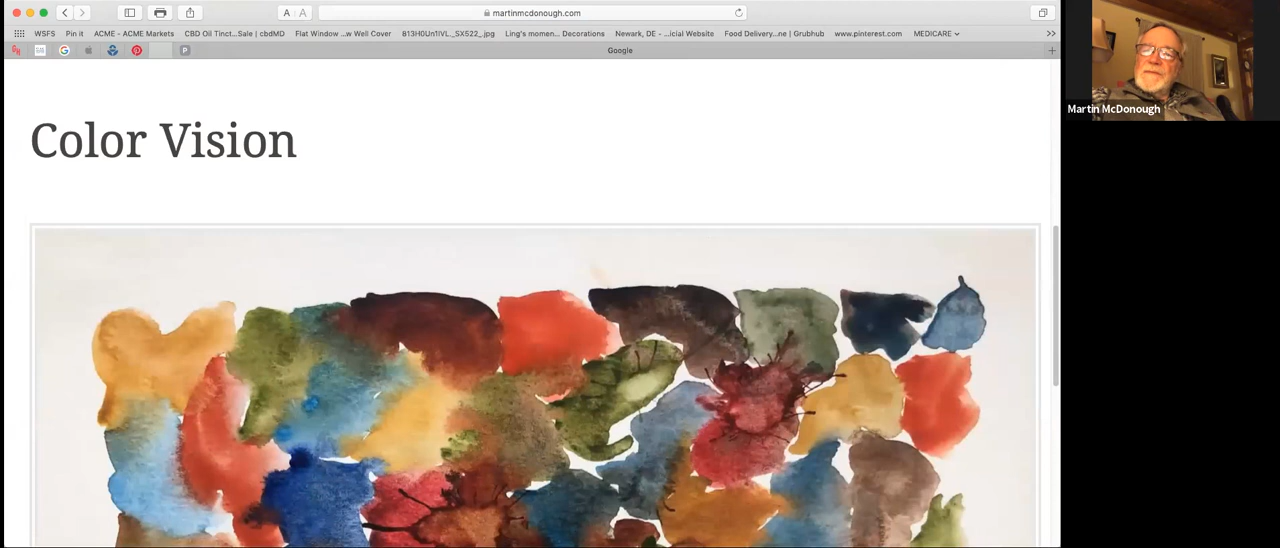 A A
martinmcdonough.com
WSFS Pin it ACME - ACME Markets CBD Oil Tinct...Sale | cbdMD Flat Window ...w Well Cover 813H0UnTIVL._SX522_.jpg Ling's momen... Decorations Newark, DE - ...icial Website Food Delivery...ne | Grubhub www.pinterest.com MEDICARE >>
G P Google +
Color Vision
Martin McDonough